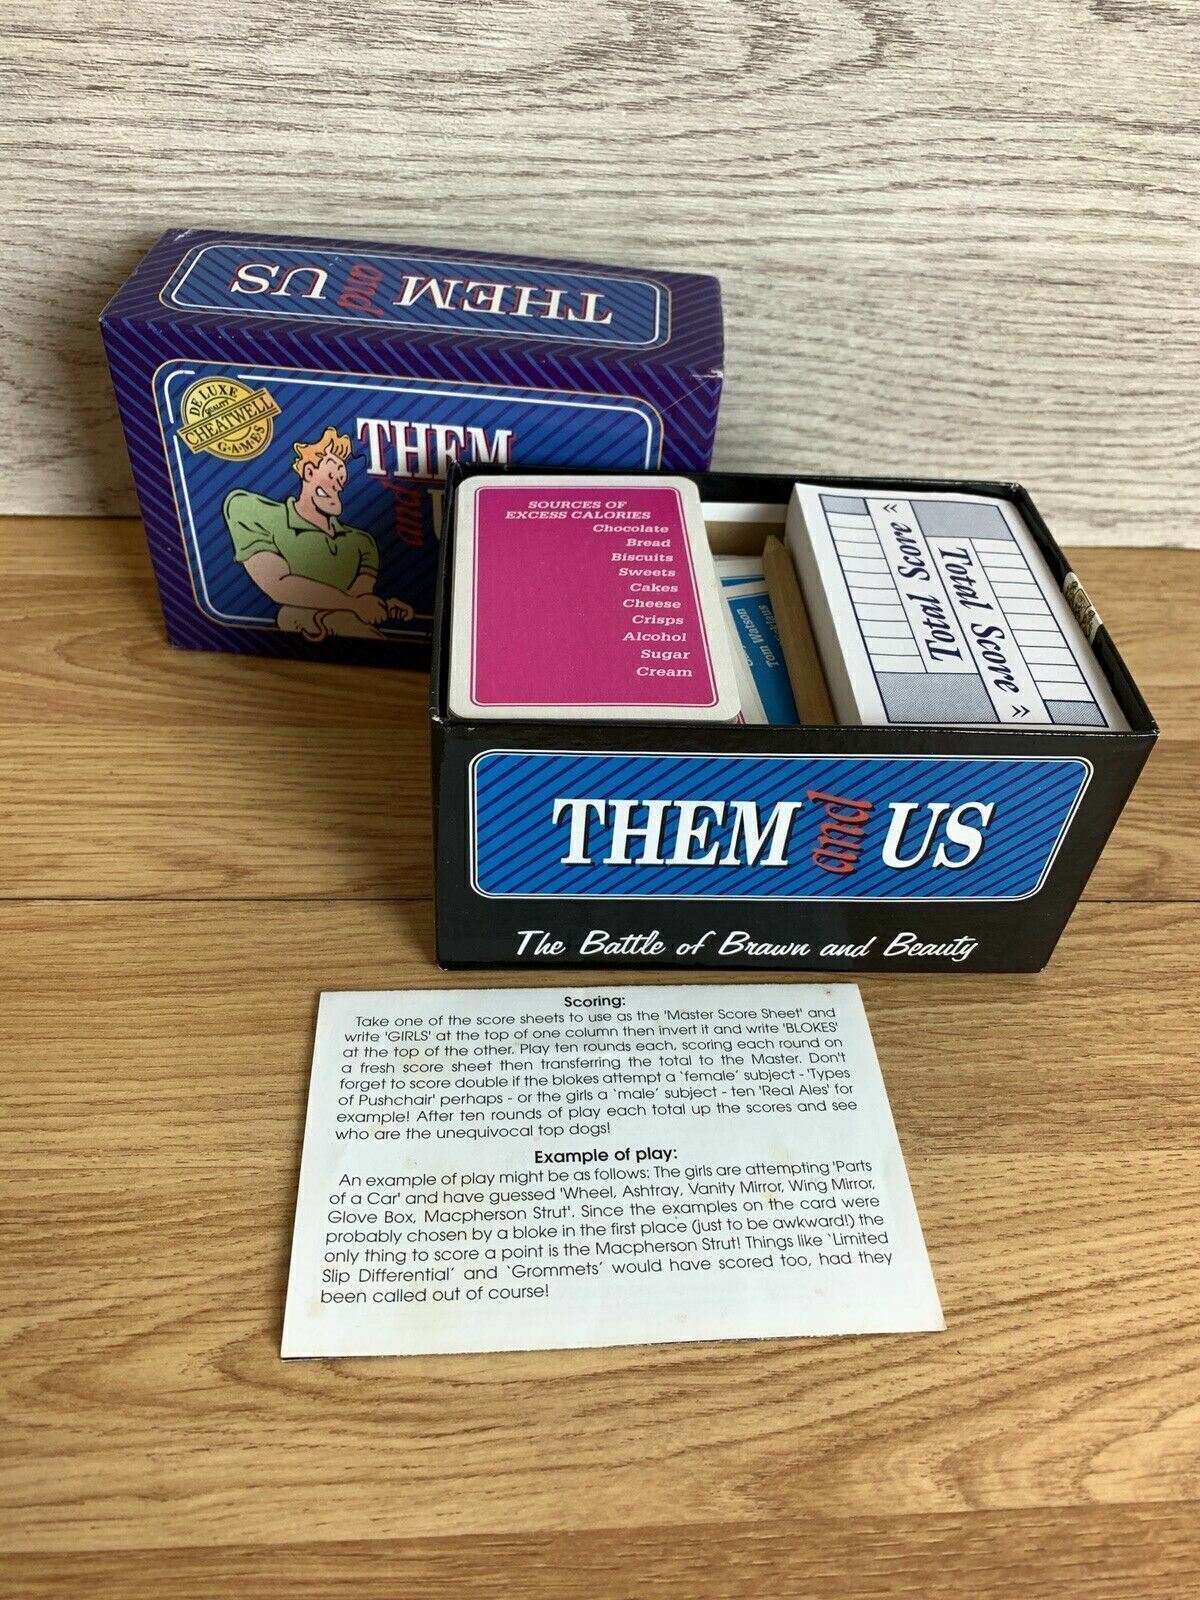 THEM and US
DE LUXE
QUALITY
CHEATWELL
GAMES
THEM
and
SOURCES OF
EXCESS CALORIES
Chocolate
Bread
Biscuits
Sweets
Cakes
Cheese
Crisps
Alcohol
Sugar
Cream
Watson
Tom Watson
Total Score «
Total Score «
THEM and US
The Battle of Brawn and Beauty
Scoring:
Take one of the score sheets to use as the 'Master Score Sheet' and
write 'GIRLS' at the top of one column then invert it and write 'BLOKES'
at the top of the other. Play ten rounds each, scoring each round on
a fresh score sheet then transferring the total to the Master. Don't
forget to score double if the blokes attempt a 'female' subject - 'Types
of Pushchair' perhaps - or the girls a 'male' subject - ten 'Real Ales' for
example! After ten rounds of play each total up the scores and see
who are the unequivocal top dogs!
Example of play:
An example of play might be as follows: The girls are attempting 'Parts
of a Car' and have guessed 'Wheel, Ashtray, Vanity Mirror, Wing Mirror,
Glove Box, Macpherson Strut'. Since the examples on the card were
probably chosen by a bloke in the first place (just to be awkward!) the
only thing to score a point is the Macpherson Strut! Things like 'Limited
Slip Differential' and 'Grommets' would have scored too, had they
been called out of course!